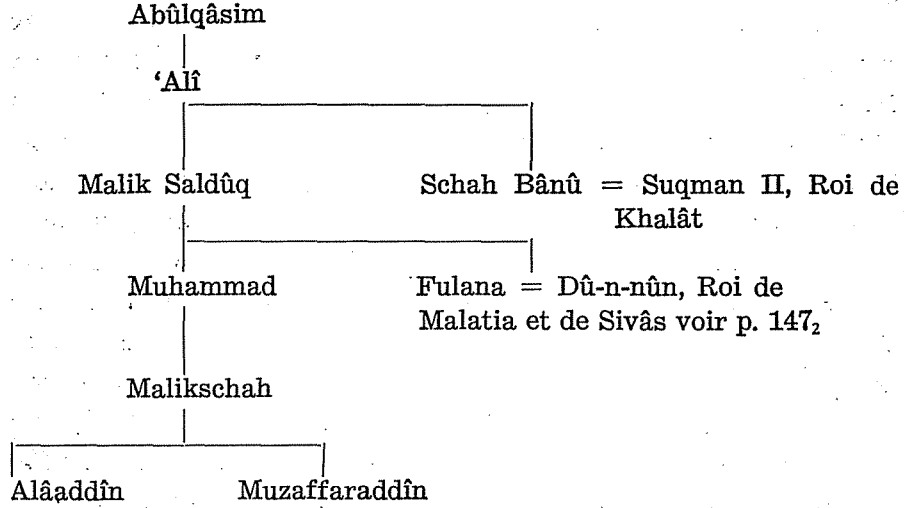 Abûlqâsim
‘Alî
Malik Saldûq
Schah Bânû = Suqman II, Roi de
Khalât
Muhammad
Fulana = Dû-n-nûn, Roi de
Malatia et de Sivâs voir p. 147₂
Malikschah
Alâaddîn
Muzaffaraddîn